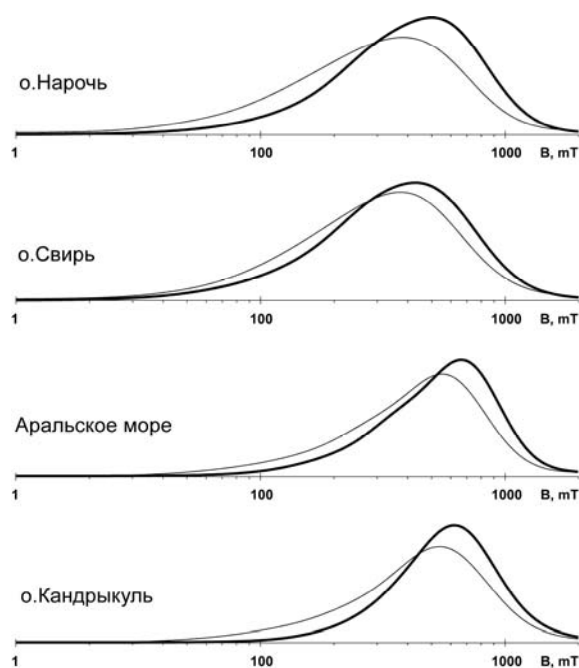 о.Нарочь
1 100 1000 B, mT
о.Свирь
1 100 1000 B, mT
Аральское море
1 100 1000 B, mT
о.Кандрыкуль
1 100 1000 B, mT